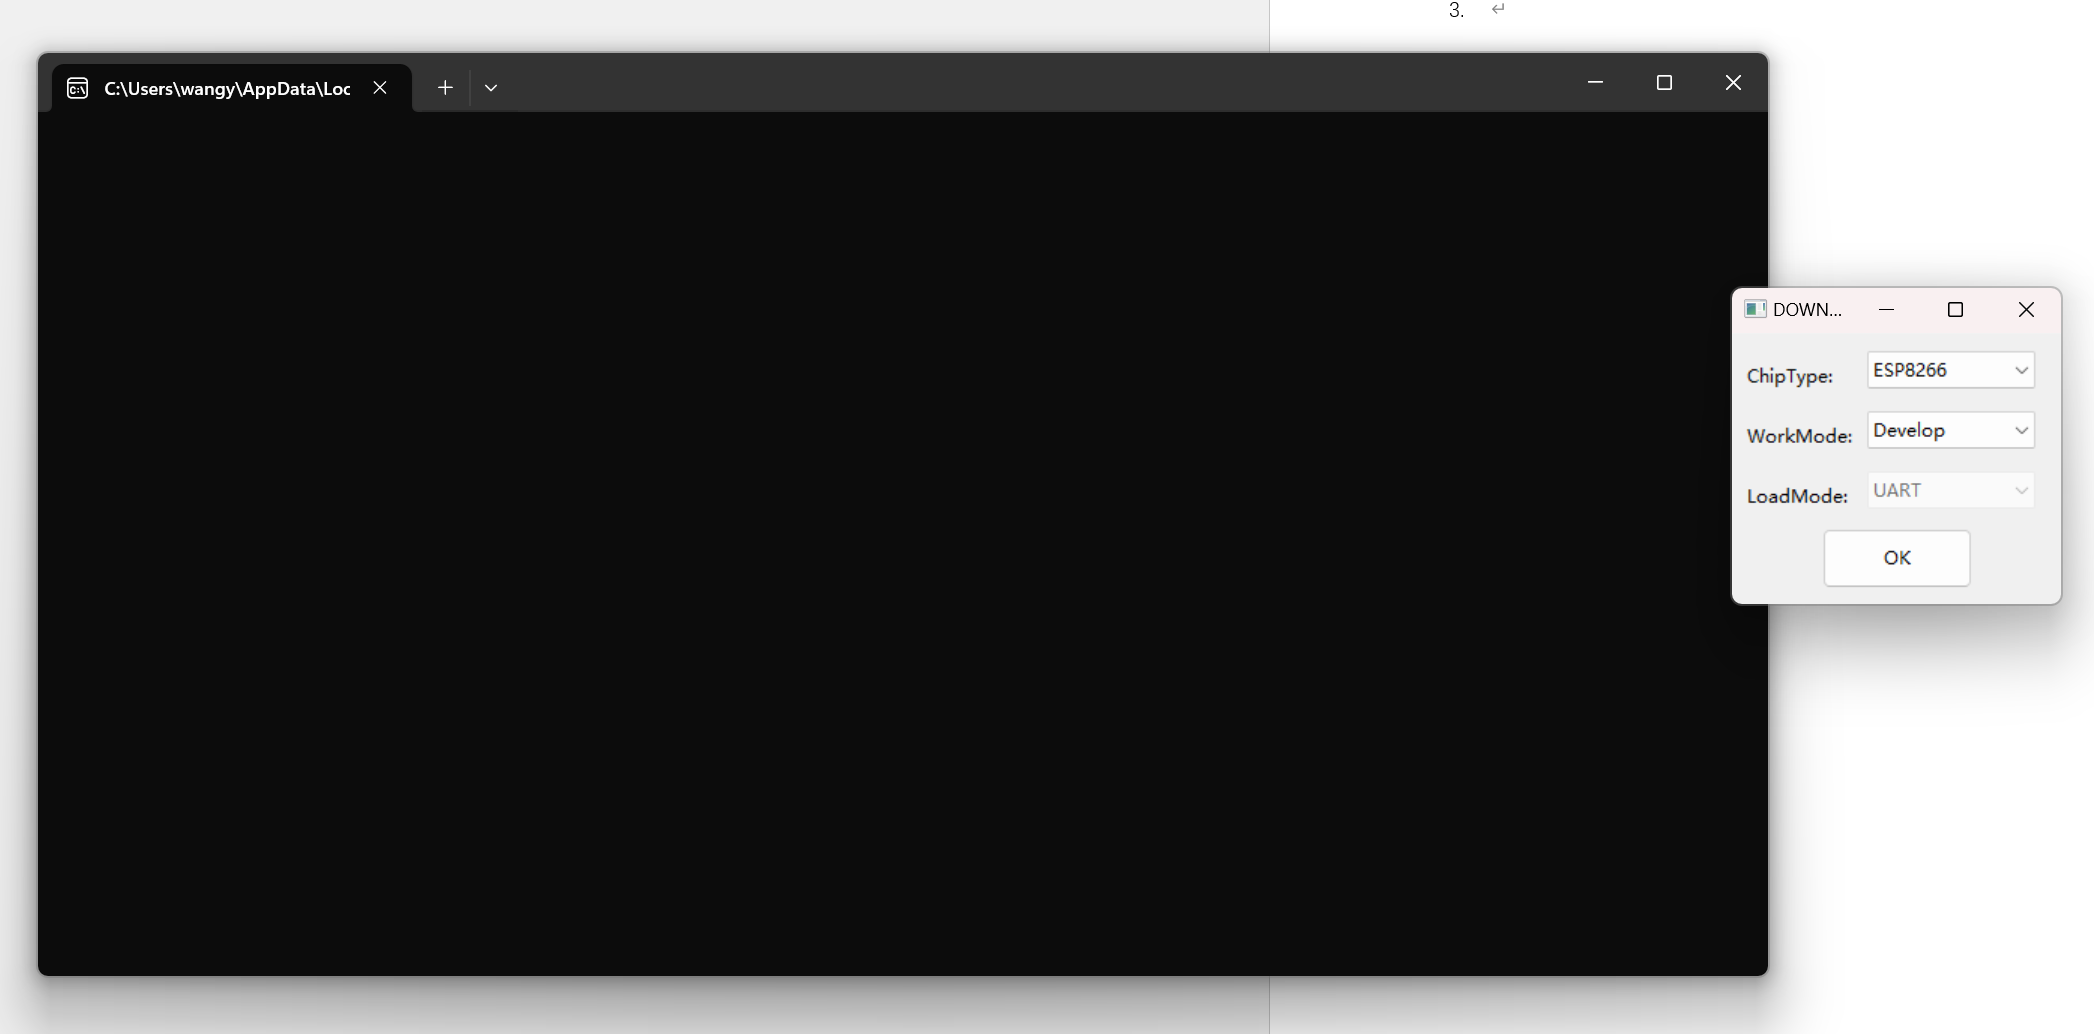 3.
C:\Users\wangy\AppData\Loc
DOWN...
ChipType: ESP8266
WorkMode: Develop
LoadMode: UART
OK